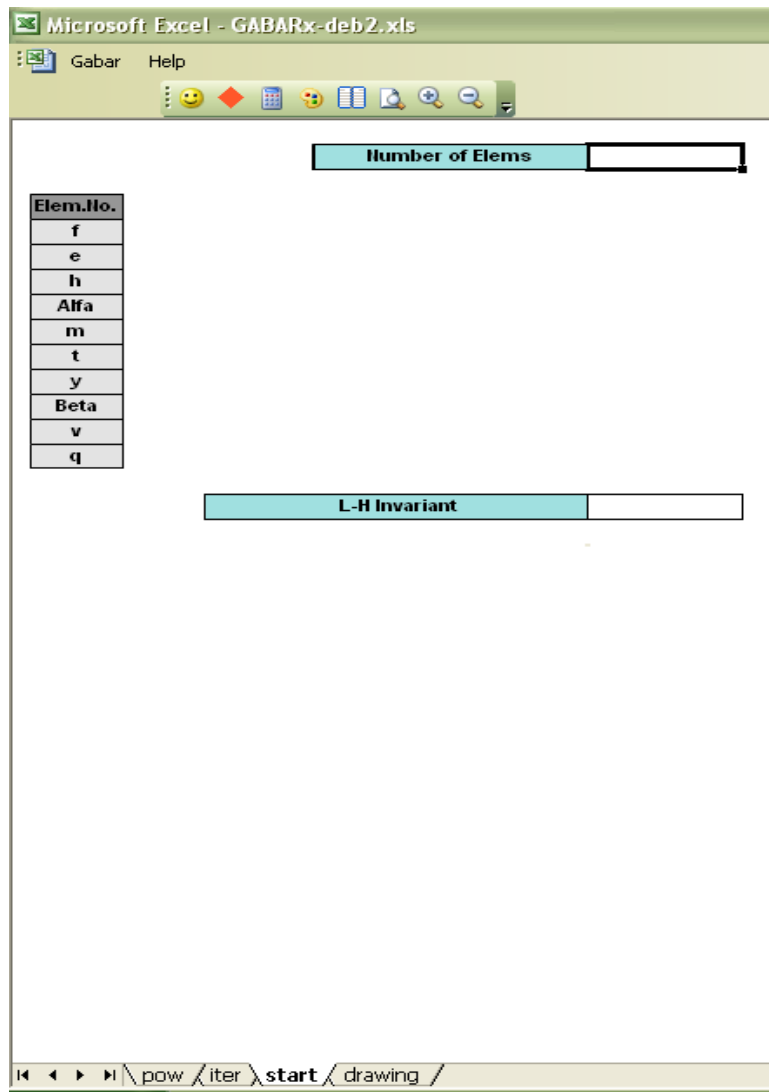 Microsoft Excel - GABARx-deb2.xls
Gabar Help
Number of Elems
Elem.No.
f
e
h
Alfa
m
t
y
Beta
v
q
L-H Invariant
pow iter start drawing